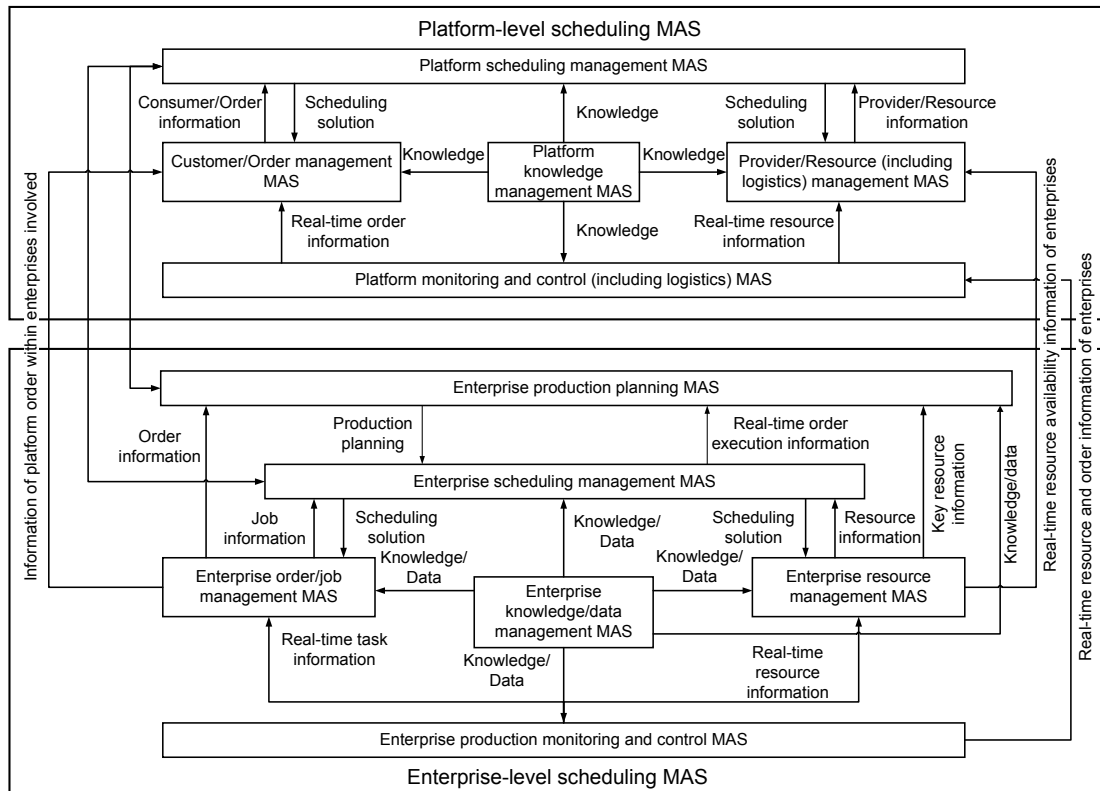 Platform-level scheduling MAS
Platform scheduling management MAS
Consumer/Order
information
Scheduling
solution
Knowledge
Scheduling
solution
Provider/Resource
information
Customer/Order management
MAS
Knowledge
Platform
knowledge
management MAS
Knowledge
Provider/Resource (including
logistics) management MAS
Real-time order
information
Knowledge
Real-time resource
information
Platform monitoring and control (including logistics) MAS
Information of platform order within enterprises involved
Real-time resource availability information of enterprises
Real-time resource and order information of enterprises
Enterprise production planning MAS
Order
information
Production
planning
Real-time order
execution information
Key resource
information
Knowledge/data
Enterprise scheduling management MAS
Job
information
Scheduling
solution
Knowledge/
Data
Scheduling
solution
Resource
information
Knowledge/
Data
Knowledge/
Data
Enterprise order/job
management MAS
Enterprise
knowledge/data
management MAS
Enterprise resource
management MAS
Real-time task
information
Knowledge/
Data
Real-time
resource
information
Enterprise production monitoring and control MAS
Enterprise-level scheduling MAS